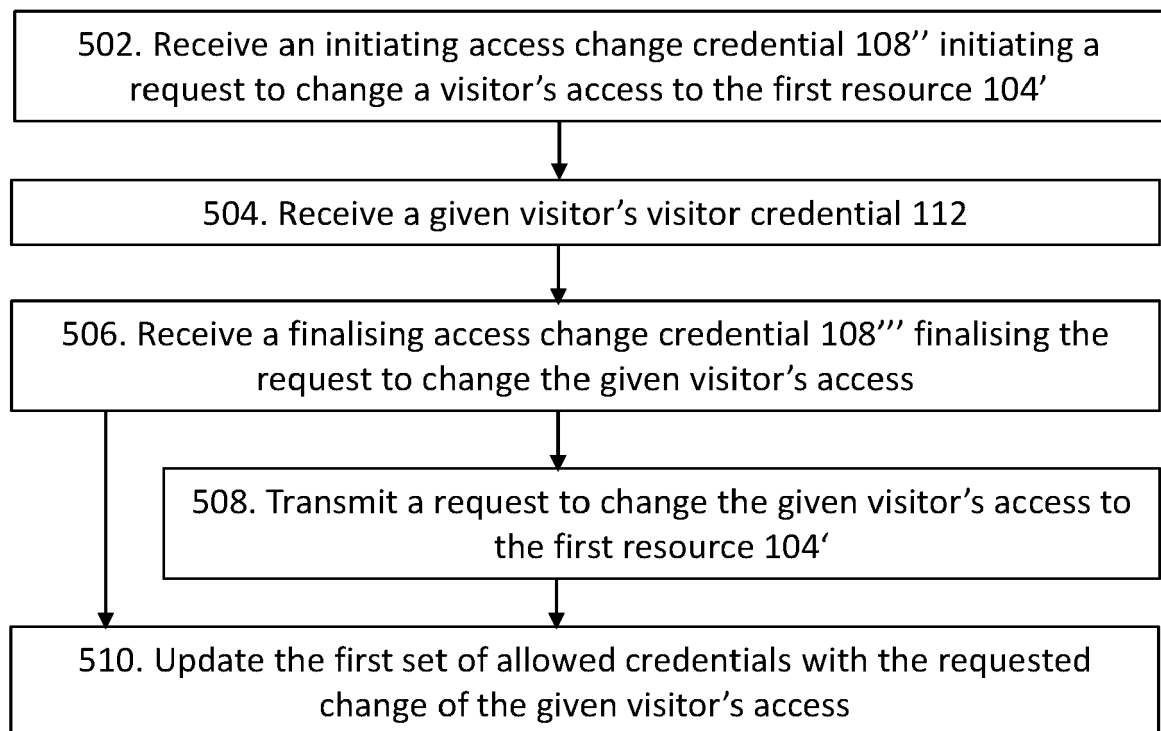 502. Receive an initiating access change credential 108’’ initiating a
request to change a visitor’s access to the first resource 104’
504. Receive a given visitor’s visitor credential 112
506. Receive a finalising access change credential 108’’’ finalising the
request to change the given visitor’s access
508. Transmit a request to change the given visitor’s access to
the first resource 104‘
510. Update the first set of allowed credentials with the requested
change of the given visitor’s access